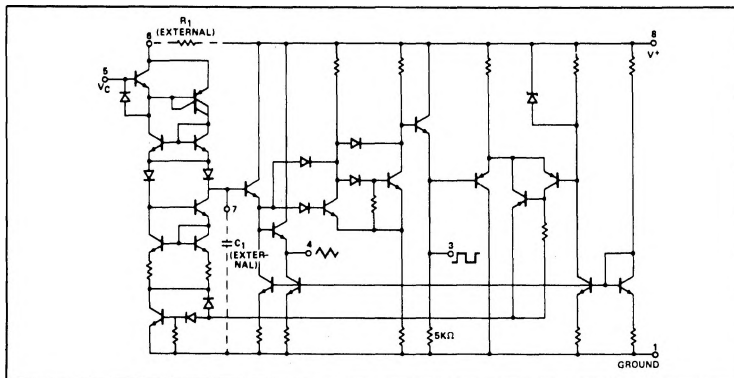 R1
(EXTERNAL)
6
8
V+
5
VC
7
C1
(EXTER-
NAL)
4
3
5KΩ
1
GROUND